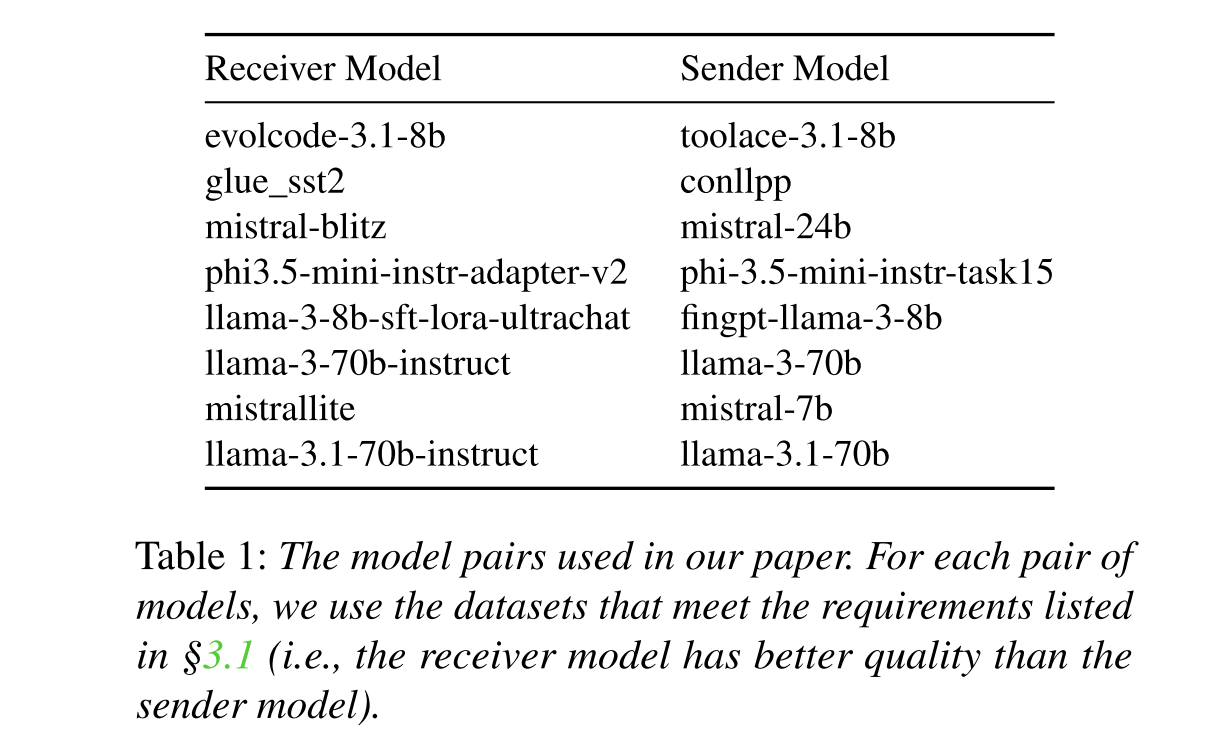 Receiver Model Sender Model
evolcode-3.1-8b toolace-3.1-8b
glue_sst2 conllpp
mistral-blitz mistral-24b
phi3.5-mini-instr-adapter-v2 phi-3.5-mini-instr-task15
llama-3-8b-sft-lora-ultrachat fingpt-llama-3-8b
llama-3-70b-instruct llama-3-70b
mistrallite mistral-7b
llama-3.1-70b-instruct llama-3.1-70b
Table 1: The model pairs used in our paper. For each pair of
models, we use the datasets that meet the requirements listed
in §3.1 (i.e., the receiver model has better quality than the
sender model).